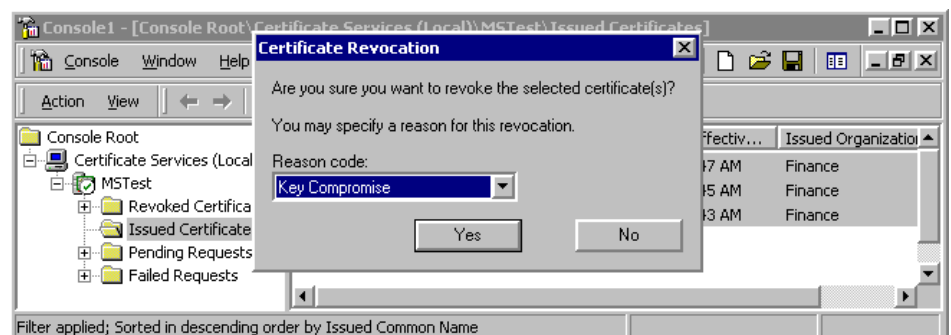 Console1 - [Console Root\Certificate Services (Local)\MSTest\Issued Certificates]
Certificate Revocation
Console Window Help
Are you sure you want to revoke the selected certificate(s)?
Action View
You may specify a reason for this revocation.
Console Root
Issued Organization
Certificate Services (Local
Reason code:
47 AM Finance
MSTest
Key Compromise
45 AM Finance
Revoked Certifica
43 AM Finance
Issued Certificate
Yes No
Pending Requests
Failed Requests
Filter applied; Sorted in descending order by Issued Common Name